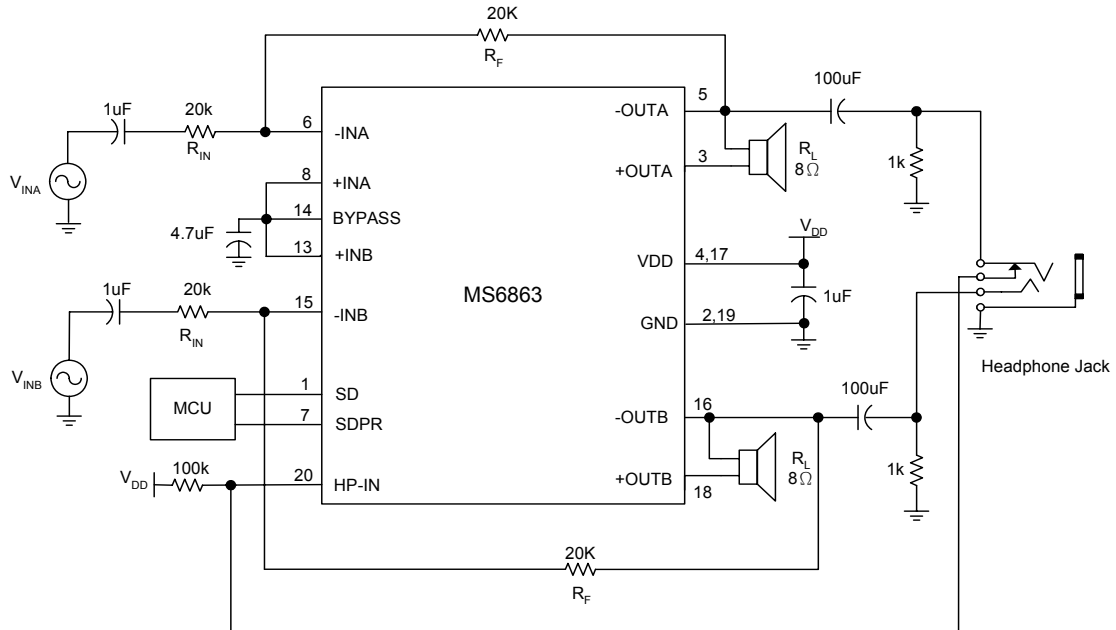 20K
R_F
1uF
20k
R_IN
V_INA
6
-INA
8
+INA
14
BYPASS
4.7uF
13
+INB
1uF
20k
R_IN
V_INB
15
-INB
MCU
1
SD
7
SDPR
V_DD
100k
20
HP-IN
MS6863
-OUTA
5
+OUTA
3
R_L
8Ω
100uF
1k
V_DD
VDD
4,17
1uF
GND
2,19
Headphone Jack
-OUTB
16
+OUTB
18
R_L
8Ω
100uF
1k
20K
R_F